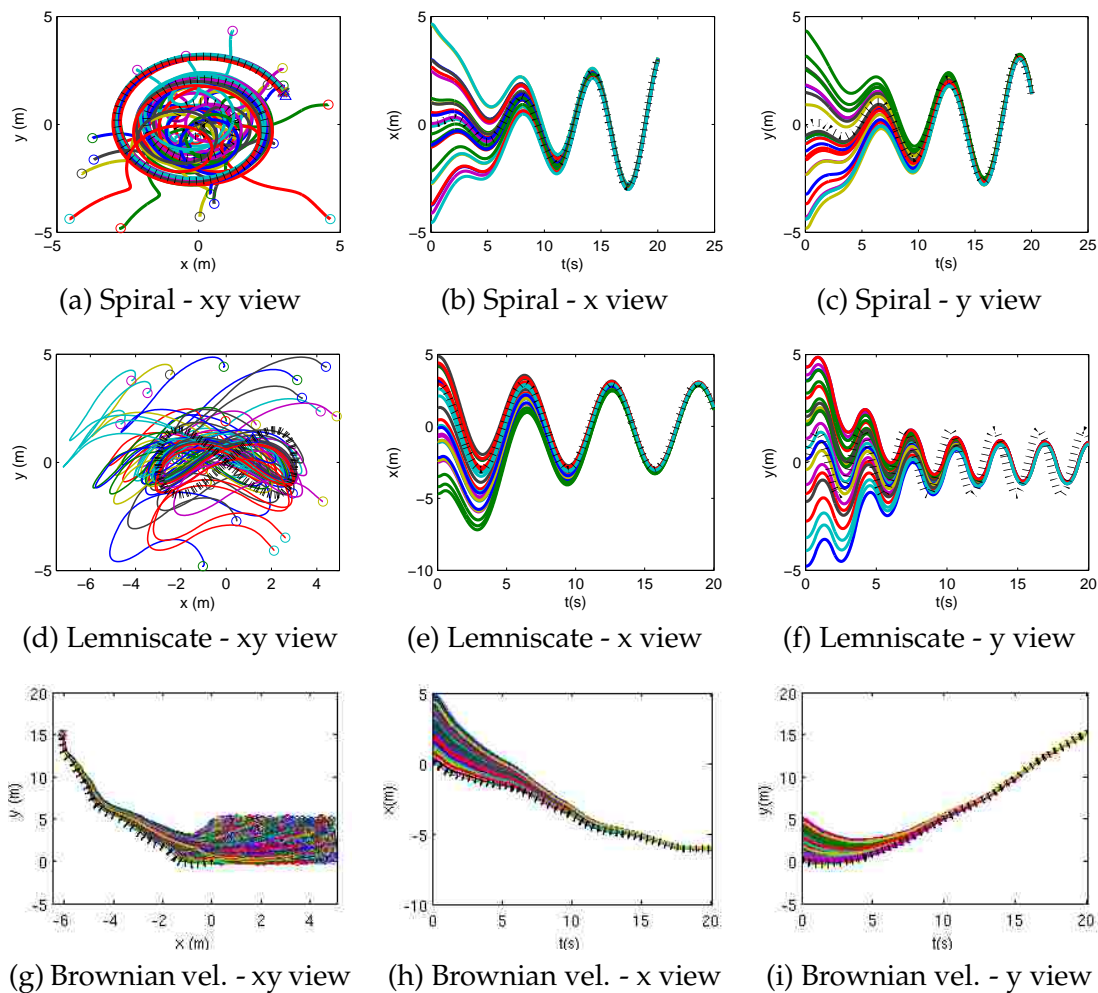 5
0
−5
y (m)
−5 0 5
x (m)
5
0
−5
x(m)
0 5 10 15 20 25
t(s)
5
0
−5
y(m)
0 5 10 15 20 25
t(s)
(a) Spiral - xy view
(b) Spiral - x view
(c) Spiral - y view
5
0
−5
y (m)
−6 −4 −2 0 2 4
x (m)
5
0
−5
−10
x(m)
0 5 10 15 20
t(s)
5
0
−5
y(m)
0 5 10 15 20
t(s)
(d) Lemniscate - xy view
(e) Lemniscate - x view
(f) Lemniscate - y view
20
15
10
5
0
−5
y (m)
−6 −4 −2 0 2 4
x (m)
5
0
−5
−10
x(m)
0 5 10 15 20
t(s)
20
15
10
5
0
−5
y(m)
0 5 10 15 20
t(s)
(g) Brownian vel. - xy view
(h) Brownian vel. - x view
(i) Brownian vel. - y view